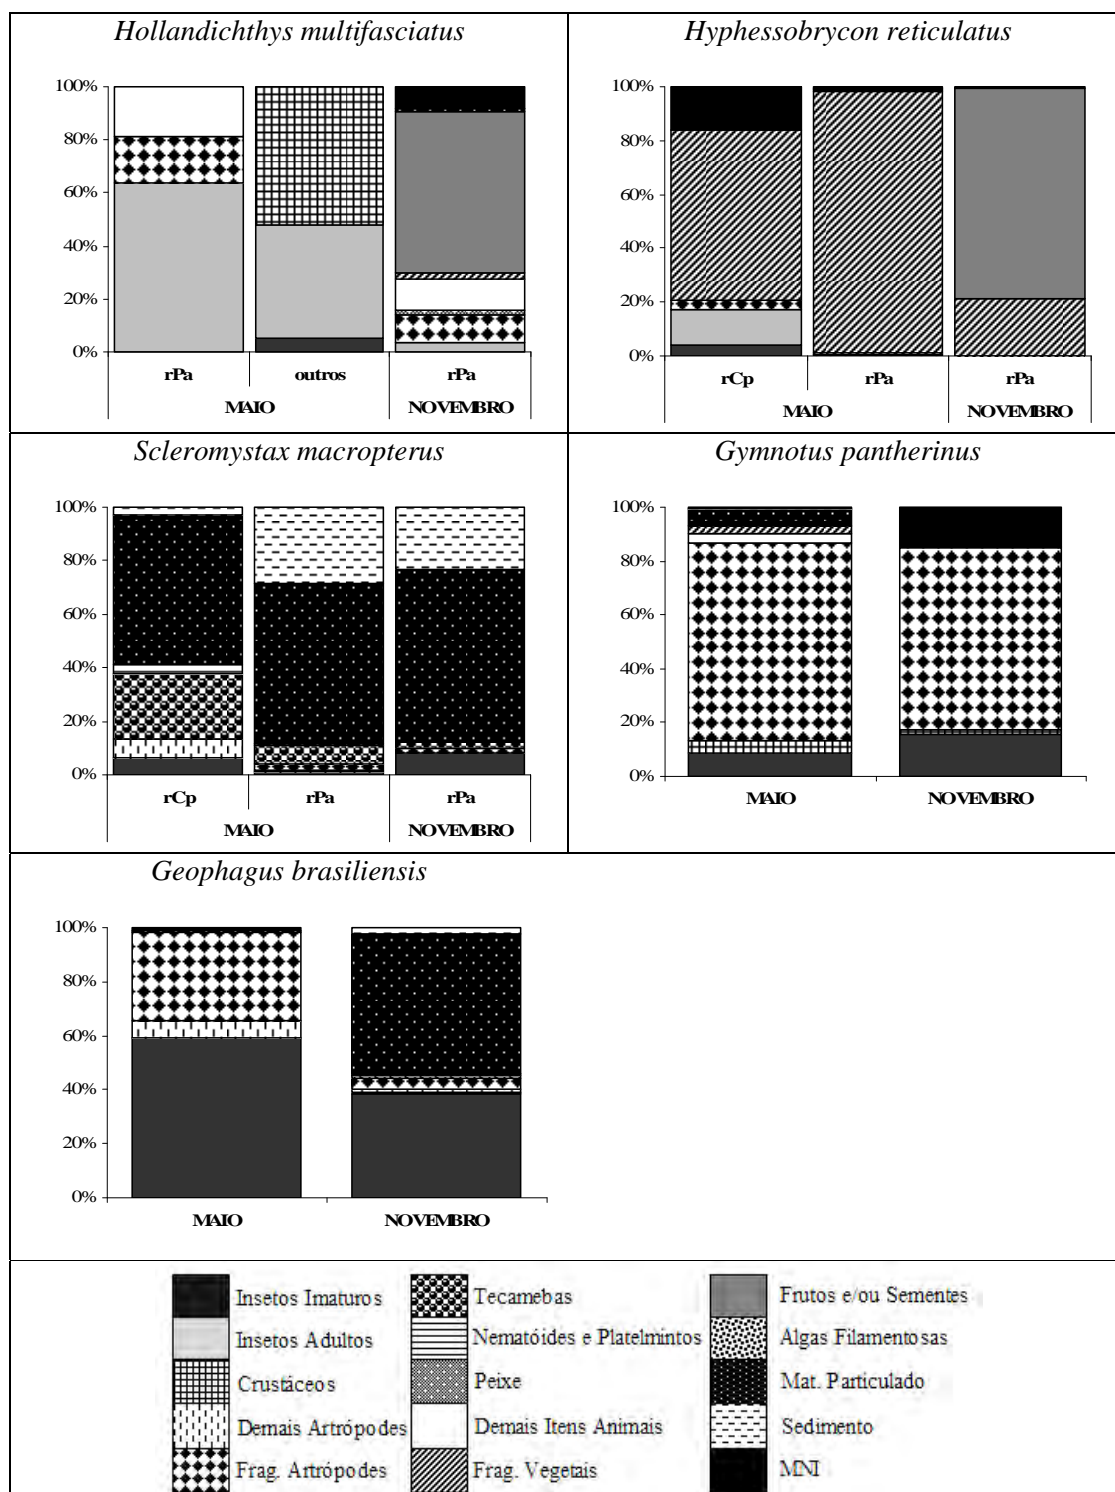 Hollandichthys multifasciatus
100%
80%
60%
40%
20%
0%
rPa outros rPa
MAIO NOVEMBRO
Hyphessobrycon reticulatus
100%
80%
60%
40%
20%
0%
rCp rPa rPa
MAIO NOVEMBRO
Scleromystax macropterus
100%
80%
60%
40%
20%
0%
rCp rPa rPa
MAIO NOVEMBRO
Gymnotus pantherinus
100%
80%
60%
40%
20%
0%
MAIO NOVEMBRO
Geophagus brasiliensis
100%
80%
60%
40%
20%
0%
MAIO NOVEMBRO
Insetos Imaturos
Insetos Adultos
Crustáceos
Demais Artrópodes
Frag. Artrópodes
Tecamebas
Nematóides e Platelmintos
Peixe
Demais Itens Animais
Frag. Vegetais
Frutos e/ou Sementes
Algas Filamentosas
Mat. Particulado
Sedimento
MNI